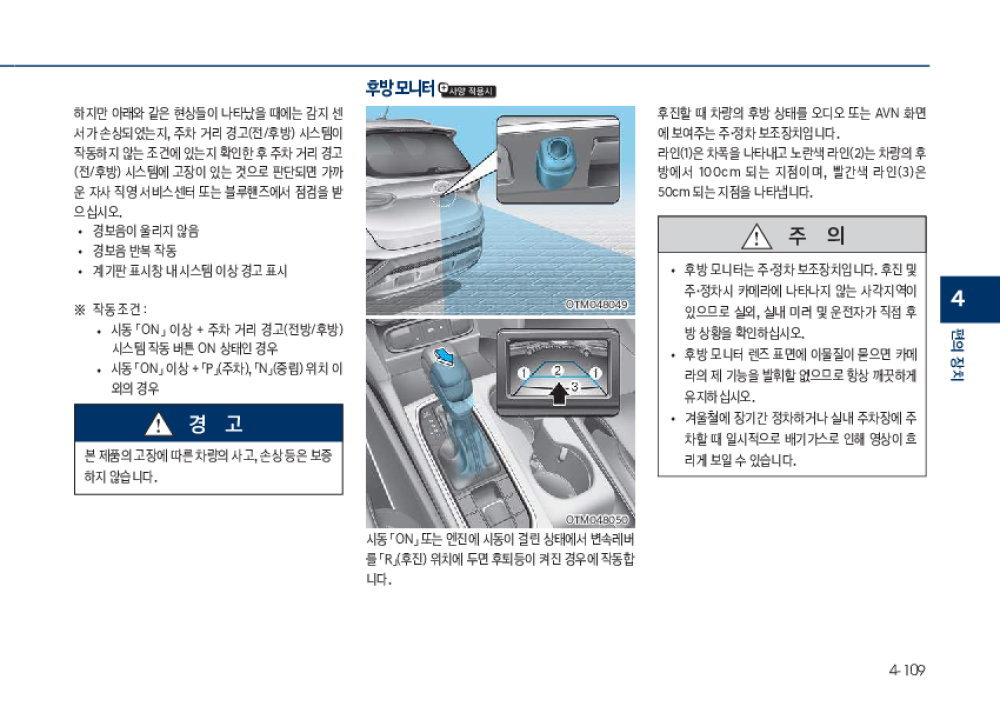 하지만 아래와 같은 현상들이 나타났을 때에는 감지 센
서가 손상되었는지, 주차 거리 경고(전/후방) 시스템이
작동하지 않는 조건에 있는지 확인한 후 주차 거리 경고
(전/후방) 시스템에 고장이 있는 것으로 판단되면 가까
운 자사 직영 서비스센터 또는 블루핸즈에서 점검을 받
으십시오.
• 경보음이 울리지 않음
• 경보음 반복 작동
• 계기판 표시창 내 시스템 이상 경고 표시
※ 작동 조건 :
• 시동 「ON」 이상 + 주차 거리 경고(전방/후방)
시스템 작동 버튼 ON 상태인 경우
• 시동 「ON」 이상 + 「P」(주차), 「N」(중립) 위치 이
외의 경우
경 고
본 제품의 고장에 따른 차량의 사고, 손상 등은 보증
하지 않습니다.
후방 모니터 사양 적용시
OTM048049
1 2 1
3
OTM048050
시동 「ON」 또는 엔진에 시동이 걸린 상태에서 변속레버
를 「R」(후진) 위치에 두면 후퇴등이 켜진 경우에 작동합
니다.
후진할 때 차량의 후방 상태를 오디오 또는 AVN 화면
에 보여주는 주·정차 보조장치입니다.
라인(1)은 차폭을 나타내고 노란색 라인(2)는 차량의 후
방에서 100cm 되는 지점이며, 빨간색 라인(3)은
50cm 되는 지점을 나타냅니다.
주 의
• 후방 모니터는 주·정차 보조장치입니다. 후진 및
주·정차시 카메라에 나타나지 않는 사각지역이
있으므로 실외, 실내 미러 및 운전자가 직접 후
방 상황을 확인하십시오.
• 후방 모니터 렌즈 표면에 이물질이 묻으면 카메
라의 제 기능을 발휘할 없으므로 항상 깨끗하게
유지하십시오.
• 겨울철에 장기간 정차하거나 실내 주차장에 주
차할 때 일시적으로 배기가스로 인해 영상이 흐
리게 보일 수 있습니다.
4
편의 장치
4-109